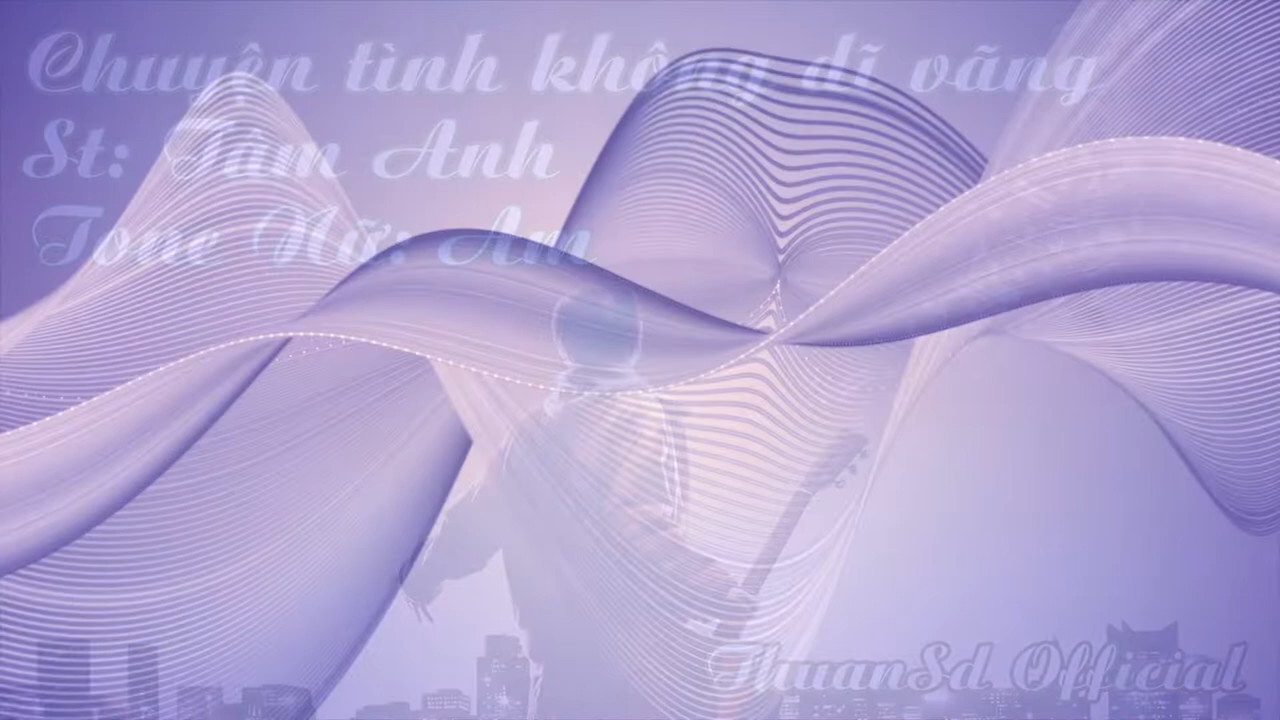 Chuyện tình không dĩ vãng
St: Tâm Anh
Tone Nữ: Am
ThuanSd Official